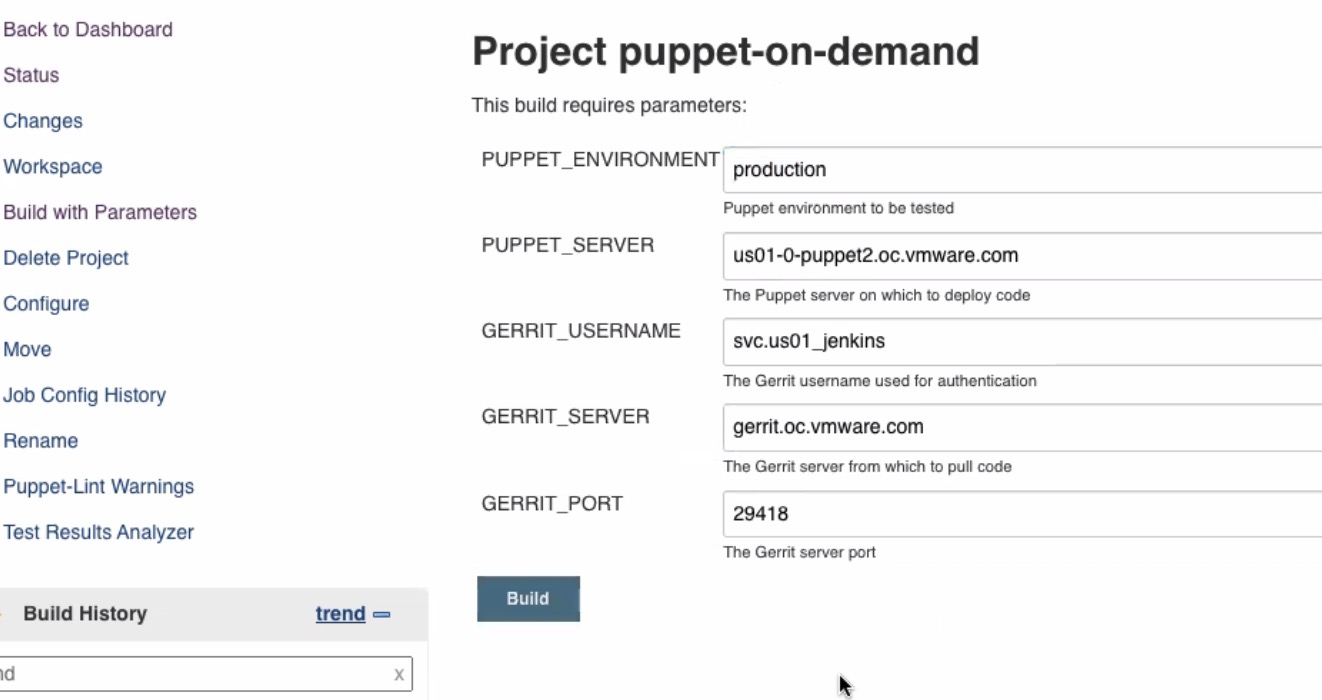 Back to Dashboard
Status
Changes
Workspace
Build with Parameters
Delete Project
Configure
Move
Job Config History
Rename
Puppet-Lint Warnings
Test Results Analyzer
Build History trend
nd x
Project puppet-on-demand
This build requires parameters:
PUPPET_ENVIRONMENT production
Puppet environment to be tested
PUPPET_SERVER us01-0-puppet2.oc.vmware.com
The Puppet server on which to deploy code
GERRIT_USERNAME svc.us01_jenkins
The Gerrit username used for authentication
GERRIT_SERVER gerrit.oc.vmware.com
The Gerrit server from which to pull code
GERRIT_PORT 29418
The Gerrit server port
Build